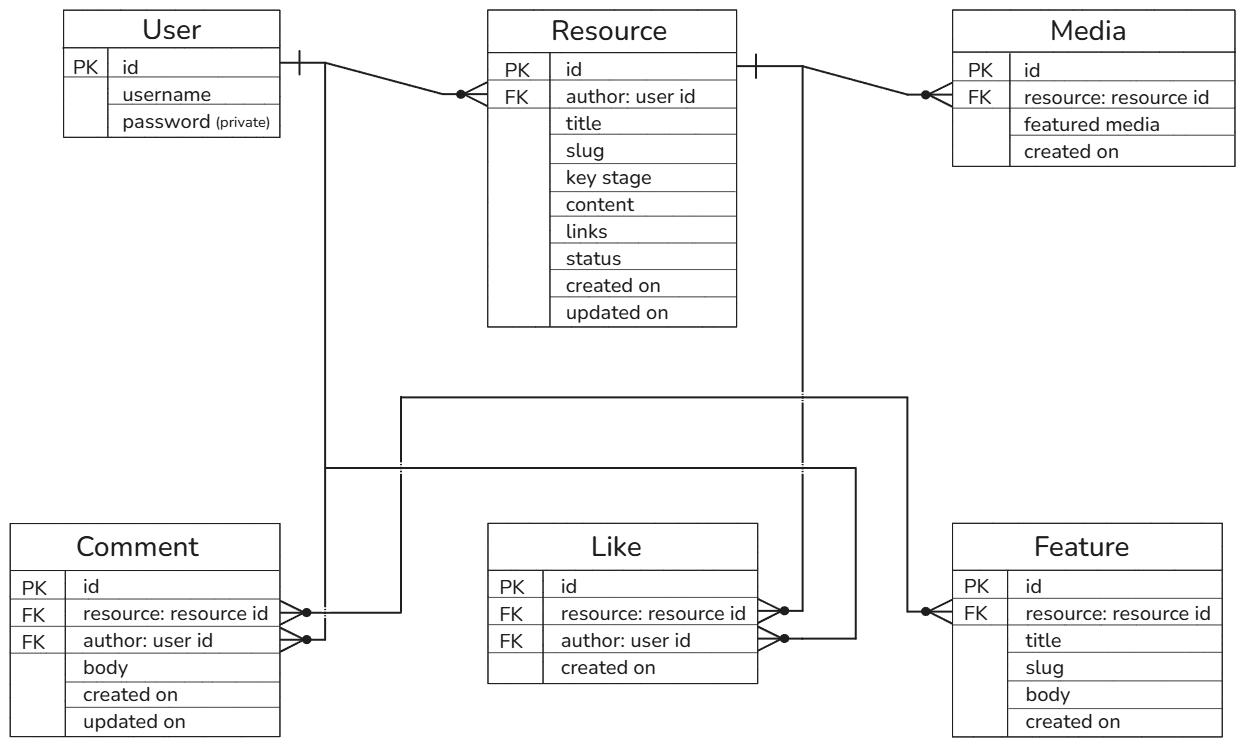 User
PK id
username
password (private)
Resource
PK id
FK author: user id
title
slug
key stage
content
links
status
created on
updated on
Media
PK id
FK resource: resource id
featured media
created on
Comment
PK id
FK resource: resource id
FK author: user id
body
created on
updated on
Like
PK id
FK resource: resource id
FK author: user id
created on
Feature
PK id
FK resource: resource id
title
slug
body
created on